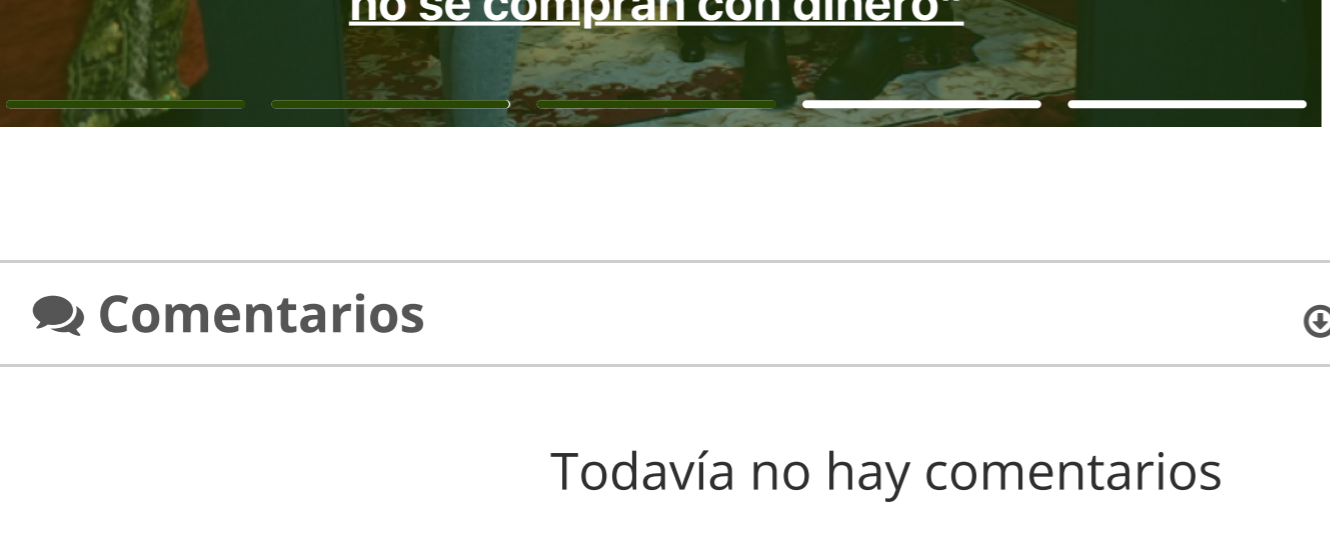 no se compran con dinero"
Comentarios
Todavía no hay comentarios